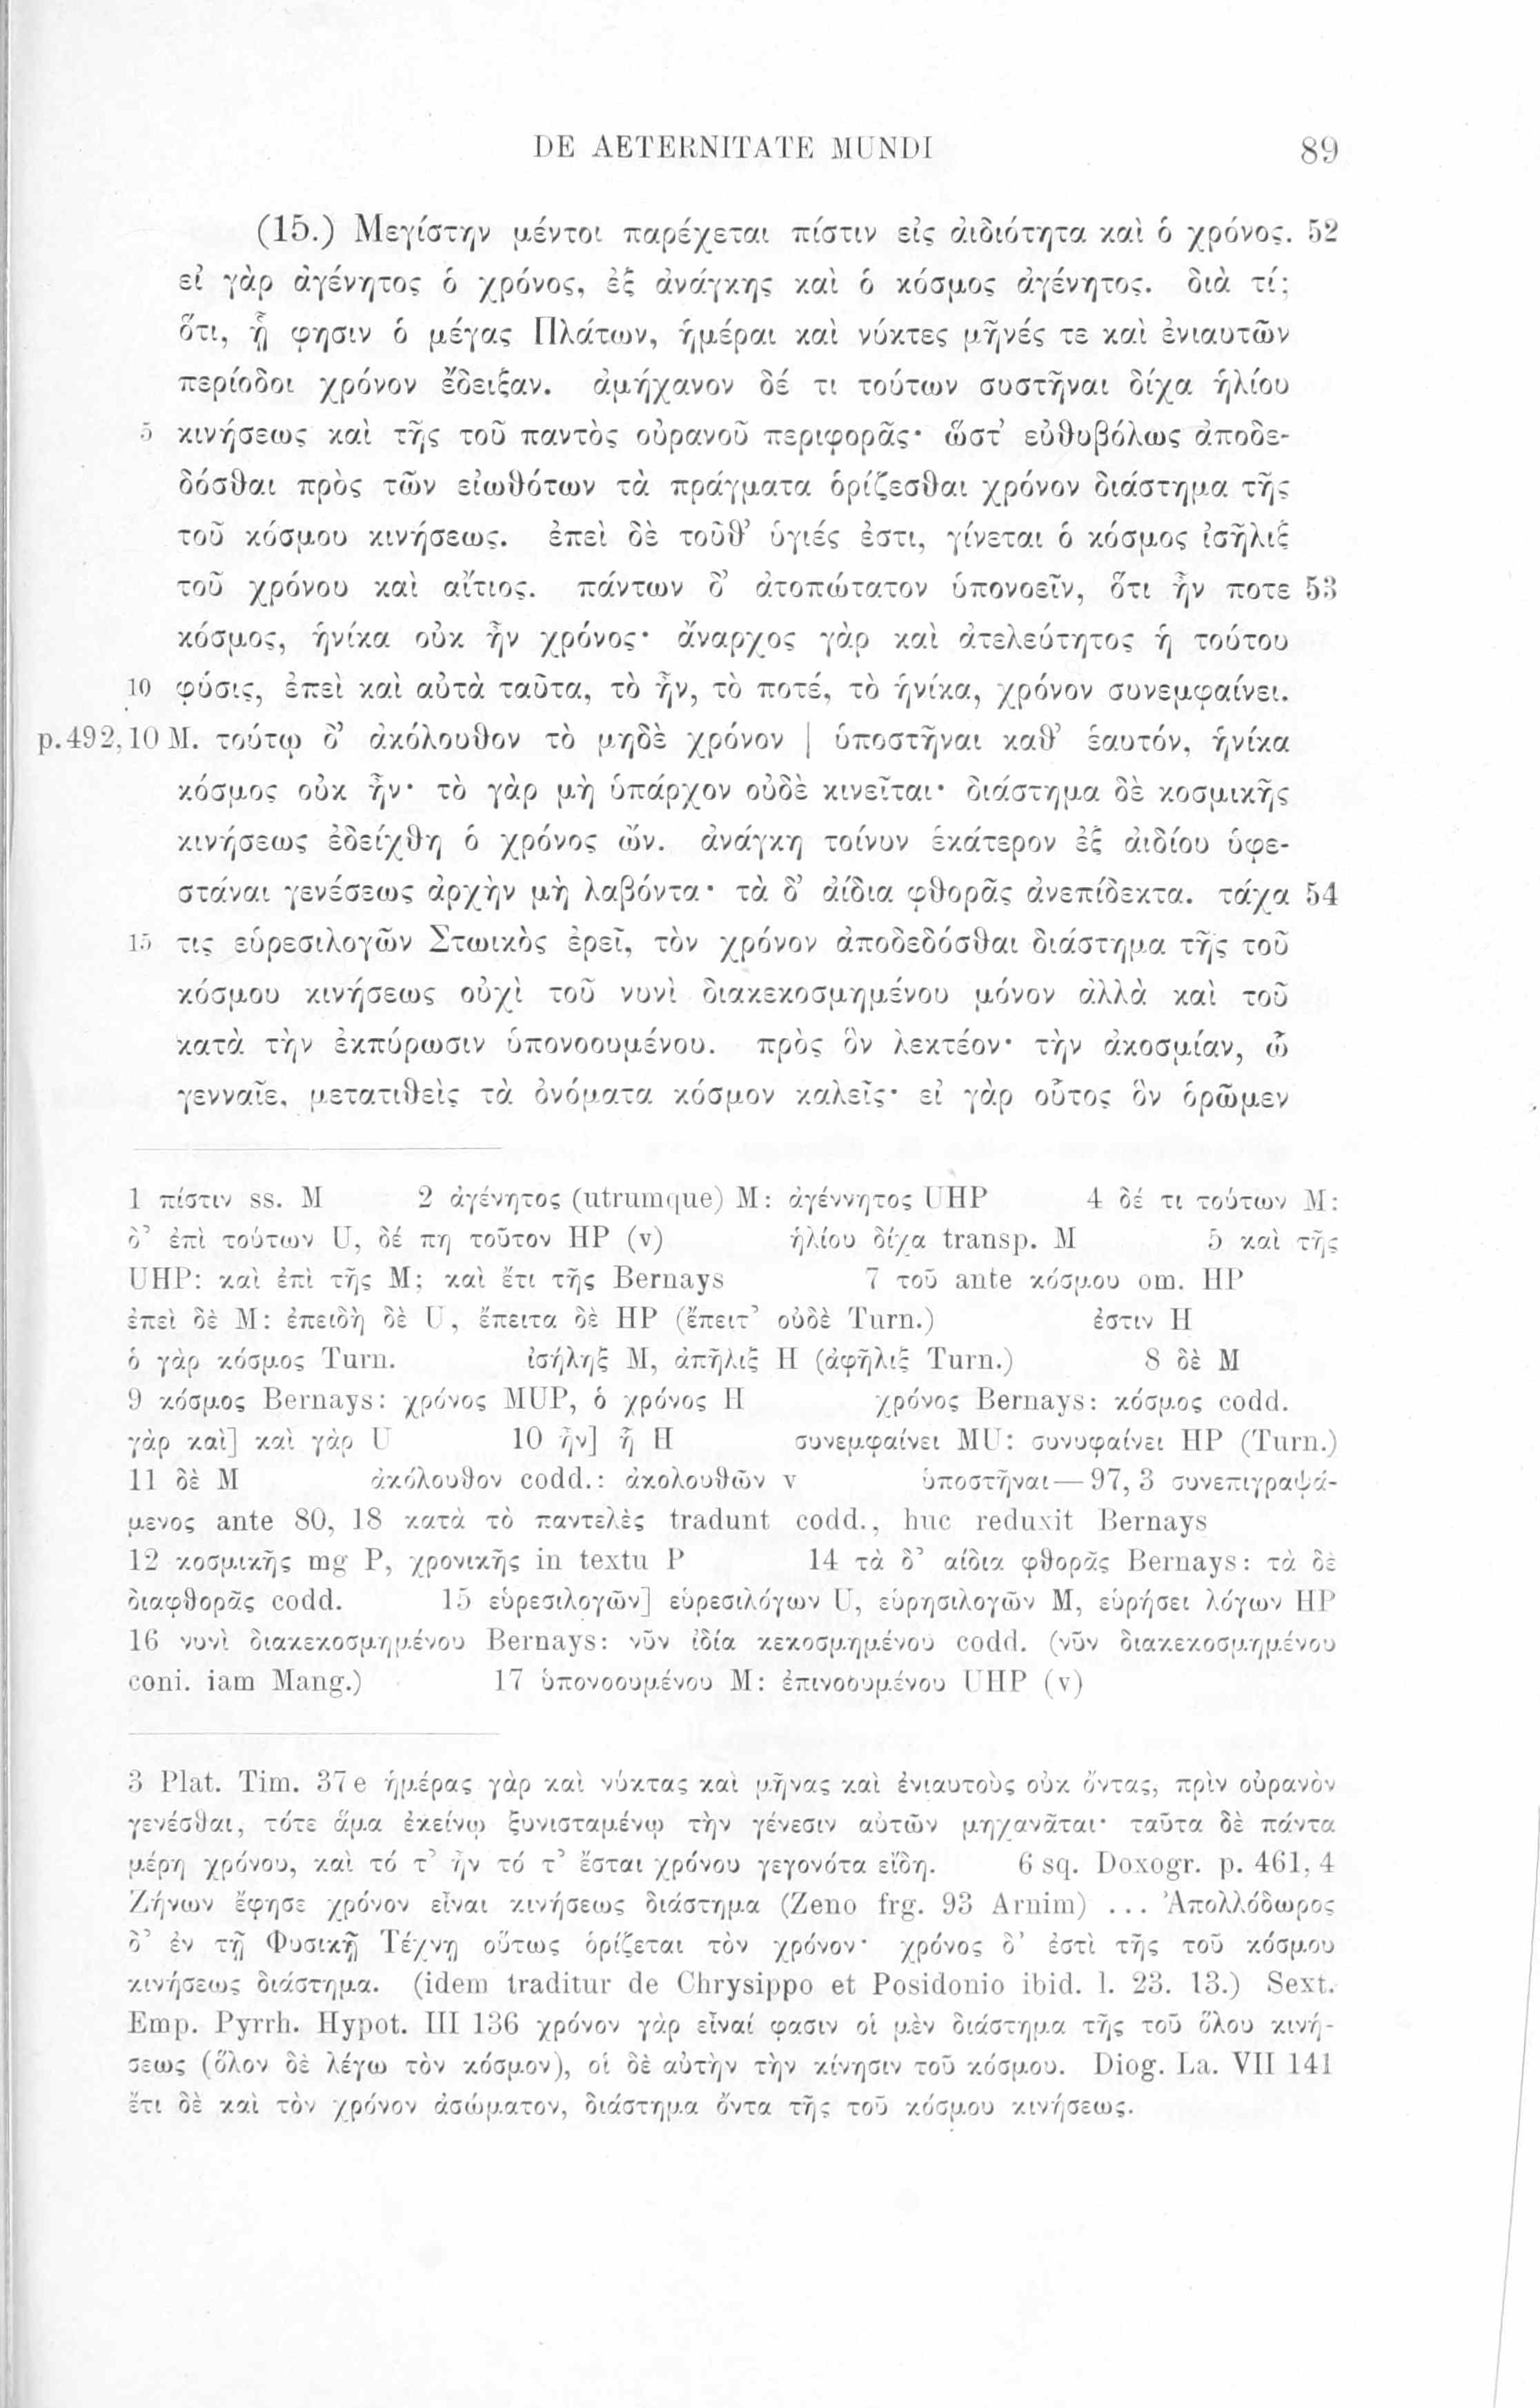 DE AETERNITATE MUNDI 89
(15.) Μεγίστην μέντοι παρέχεται πίστιν εἰς ἀιδιότητα καὶ ὁ χρόνος. 52
εἰ γὰρ ἀγένητος ὁ χρόνος, ἐξ ἀνάγκης καὶ ὁ κόσμος ἀγένητος. διὰ τί;
ὅτι, ᾗ φησιν ὁ μέγας Πλάτων, ἡμέραι καὶ νύκτες μῆνές τε καὶ ἐνιαυτῶν
περίοδοι χρόνον ἔδειξαν. ἀμήχανον δέ τι τούτων συστῆναι δίχα ἡλίου
5 κινήσεως καὶ τῆς τοῦ παντὸς οὐρανοῦ περιφορᾶς· ὥστ’ εὐθυβόλως ἀποδε-
δόσθαι πρὸς τῶν εἰωθότων τὰ πράγματα ὁρίζεσθαι χρόνον διάστημα τῆς
τοῦ κόσμου κινήσεως. ἐπεὶ δὲ τοῦθ’ ὑγιές ἐστι, γίνεται ὁ κόσμος ἰσῆλιξ
τοῦ χρόνου καὶ αἴτιος. πάντων δ’ ἀτοπώτατον ὑπονοεῖν, ὅτι ἦν ποτε 53
κόσμος, ἡνίκα οὐκ ἦν χρόνος· ἄναρχος γὰρ καὶ ἀτελεύτητος ἡ τούτου
10 φύσις, ἐπεὶ καὶ αὐτὰ ταῦτα, τὸ ἦν, τὸ ποτέ, τὸ ἡνίκα, χρόνον συνεμφαίνει.
p.492,10 M. τούτῳ δ’ ἀκόλουθον τὸ μηδὲ χρόνον | ὑποστῆναι καθ’ ἑαυτόν, ἡνίκα
κόσμος οὐκ ἦν· τὸ γὰρ μὴ ὑπάρχον οὐδὲ κινεῖται· διάστημα δὲ κοσμικῆς
κινήσεως ἐδείχθη ὁ χρόνος ὤν. ἀνάγκη τοίνυν ἑκάτερον ἐξ ἀιδίου ὑφε-
στάναι γενέσεως ἀρχὴν μὴ λαβόντα· τὰ δ’ ἀίδια φθορᾶς ἀνεπίδεκτα. τάχα 54
15 τις εὑρεσιλογῶν Στωικὸς ἐρεῖ, τὸν χρόνον ἀποδεδόσθαι διάστημα τῆς τοῦ
κόσμου κινήσεως οὐχὶ τοῦ νυνὶ διακεκοσμημένου μόνον ἀλλὰ καὶ τοῦ
κατὰ τὴν ἐκπύρωσιν ὑπονοουμένου. πρὸς ὃν λεκτέον· τὴν ἀκοσμίαν, ὦ
γενναῖε, μετατιθεὶς τὰ ὀνόματα κόσμον καλεῖς· εἰ γὰρ οὗτος ὃν ὁρῶμεν
1 πίστιν ss. M 2 ἀγένητος (utrumque) M: ἀγέννητος UHP 4 δέ τι τούτων M:
δ’ ἐπὶ τούτων U, δέ πη τοῦτον HP (v) ἡλίου δίχα transp. M 5 καὶ τῆς
UHP: καὶ ἐπὶ τῆς M; καὶ ἔτι τῆς Bernays 7 τοῦ ante κόσμου om. HP
ἐπεὶ δὲ M: ἐπειδὴ δὲ U, ἔπειτα δὲ HP (ἔπειτ’ οὐδὲ Turn.) ἐστιν H
ὁ γὰρ κόσμος Turn. ἰσήληξ M, ἀπῆλιξ H (ἀφῆλιξ Turn.) 8 δὲ M
9 κόσμος Bernays: χρόνος MUP, ὁ χρόνος H χρόνος Bernays: κόσμος codd.
γὰρ καὶ] καὶ γὰρ U 10 ἦν] ἢ H συνεμφαίνει MU: συνυφαίνει HP (Turn.)
11 δὲ M ἀκόλουθον codd.: ἀκολουθῶν v ὑποστῆναι—97, 3 συνεπιγραψά-
μενος ante 80, 18 κατὰ τὸ παντελὲς tradunt codd., huc reduxit Bernays
12 κοσμικῆς mg P, χρονικῆς in textu P 14 τὰ δ’ αίδια φθορᾶς Bernays: τὰ δὲ
διαφθορᾶς codd. 15 εὑρεσιλογῶν] εὑρεσιλόγων U, εὑρησιλογῶν M, εὑρήσει λόγων HP
16 νυνὶ διακεκοσμημένου Bernays: νῦν ἰδία κεκοσμημένου codd. (νῦν διακεκοσμημένου
coni. iam Mang.) 17 ὑπονοουμένου M: ἐπινοουμένου UHP (v)
3 Plat. Tim. 37e ἡμέρας γὰρ καὶ νύκτας καὶ μῆνας καὶ ἐνιαυτοὺς οὐκ ὄντας, πρὶν οὐρανὸν
γενέσθαι, τότε ἅμα ἐκείνῳ ξυνισταμένῳ τὴν γένεσιν αὐτῶν μηχανᾶται· ταῦτα δὲ πάντα
μέρη χρόνου, καὶ τό τ’ ἦν τό τ’ ἔσται χρόνου γεγονότα εἴδη. 6 sq. Doxogr. p. 461, 4
Ζήνων ἔφησε χρόνον εἶναι κινήσεως διάστημα (Zeno frg. 93 Arnim) ... Ἀπολλόδωρος
δ’ ἐν τῇ Φυσικῇ Τέχνῃ οὕτως ὁρίζεται τὸν χρόνον· χρόνος δ’ ἐστὶ τῆς τοῦ κόσμου
κινήσεως διάστημα. (idem traditur de Chrysippo et Posidonio ibid. l. 23. 13.) Sext.
Emp. Pyrrh. Hypot. III 136 χρόνον γὰρ εἶναί φασιν οἱ μὲν διάστημα τῆς τοῦ ὅλου κινή-
σεως (ὅλον δὲ λέγω τὸν κόσμον), οἱ δὲ αὐτὴν τὴν κίνησιν τοῦ κόσμου. Diog. La. VII 141
ἔτι δὲ καὶ τὸν χρόνον ἀσώματον, διάστημα ὄντα τῆς τοῦ κόσμου κινήσεως.